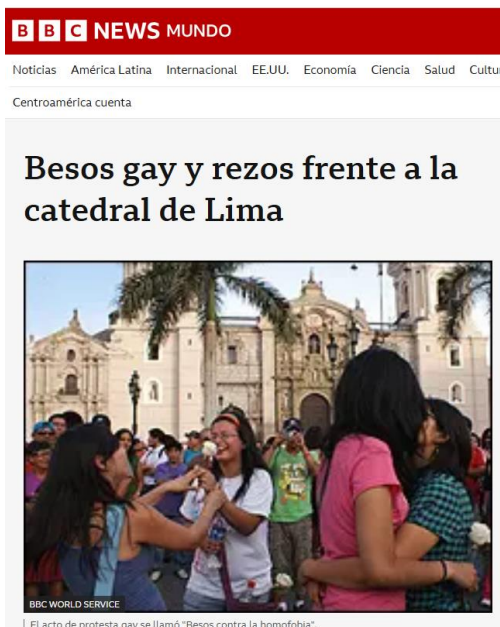 BBC NEWS MUNDO
Noticias América Latina Internacional EE.UU. Economía Ciencia Salud Cultu
Centroamérica cuenta
Besos gay y rezos frente a la
catedral de Lima
BBC WORLD SERVICE
El acto de protesta gay se llamó "Besos contra la homofobia".